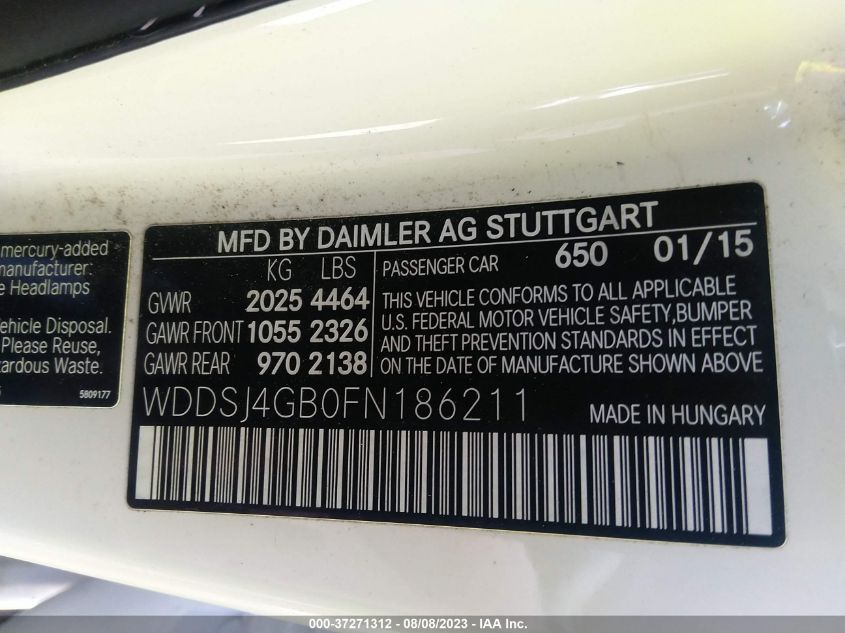 mercury-added
manufacturer:
e Headlamps
ehicle Disposal.
Please Reuse,
zardous Waste.
5809177
MFD BY DAIMLER AG STUTTGART
KG LBS
GVWR 2025 4464
GAWR FRONT 1055 2326
GAWR REAR 970 2138
PASSENGER CAR 650 01/15
THIS VEHICLE CONFORMS TO ALL APPLICABLE
U.S. FEDERAL MOTOR VEHICLE SAFETY,BUMPER
AND THEFT PREVENTION STANDARDS IN EFFECT
ON THE DATE OF MANUFACTURE SHOWN ABOVE
WDDSJ4GB0FN186211 MADE IN GERMANY
000-37271312 - 08/08/2023 - IAA Inc.